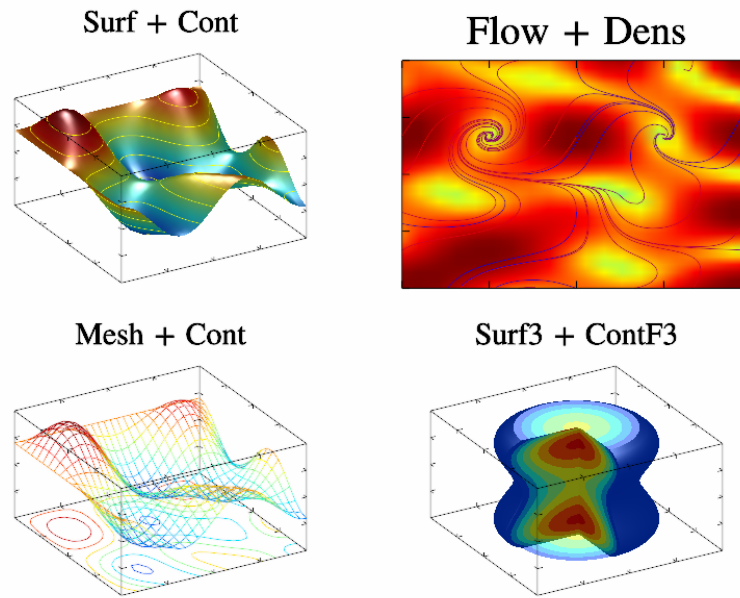 Surf + Cont
Flow + Dens
Mesh + Cont
Surf3 + ContF3